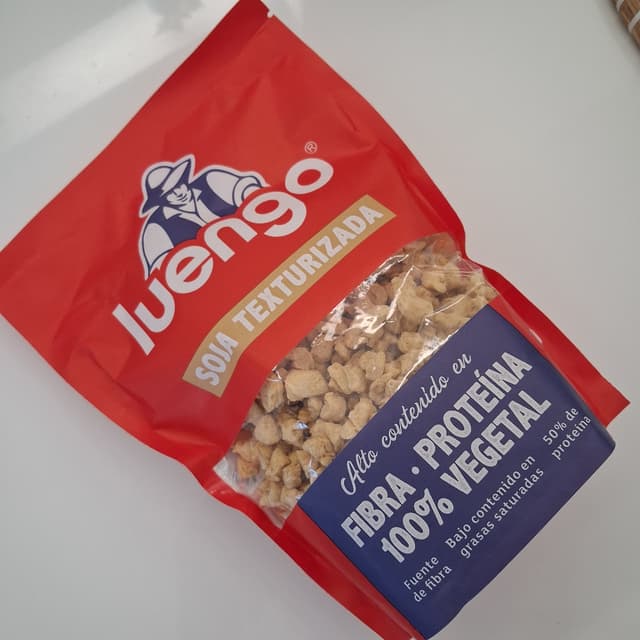 luengo®
SOJA TEXTURIZADA
Alto contenido en
FIBRA · PROTEÍNA
100% VEGETAL
Fuente
de fibra
Bajo contenido en
grasas saturadas
50% de
proteína